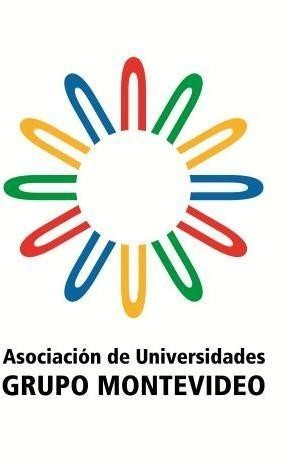 Asociación de Universidades
GRUPO MONTEVIDEO